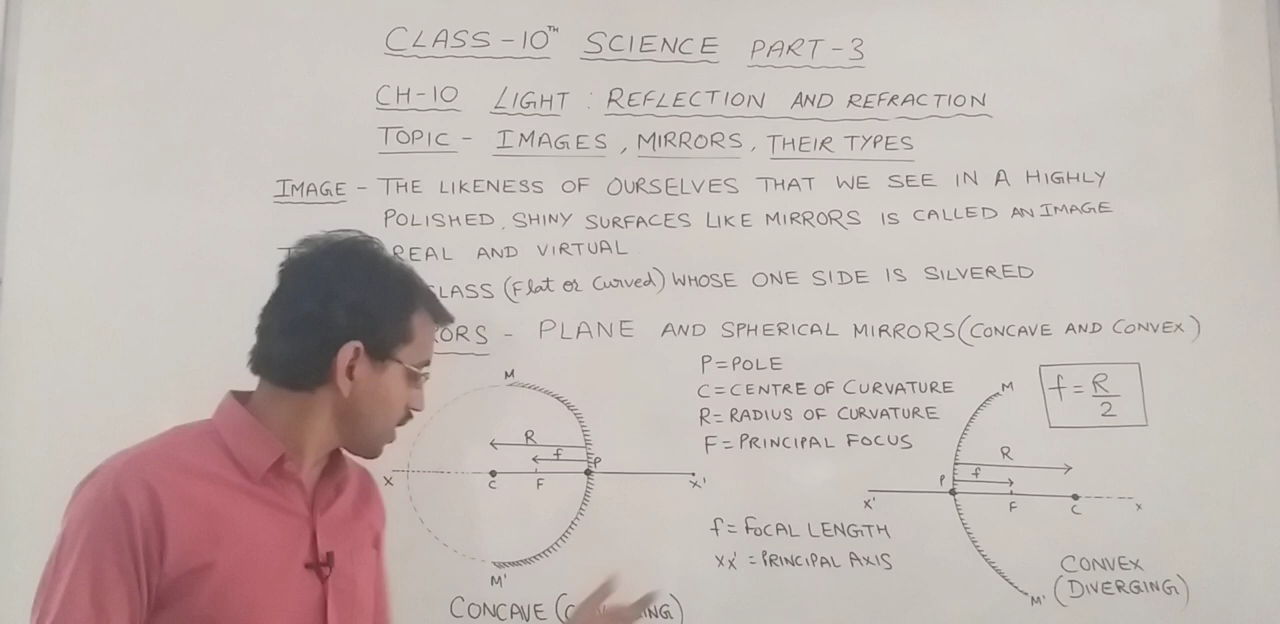 CLASS-10TH SCIENCE PART-3
CH-10 LIGHT : REFLECTION AND REFRACTION
TOPIC - IMAGES, MIRRORS, THEIR TYPES
IMAGE - THE LIKENESS OF OURSELVES THAT WE SEE IN A HIGHLY
POLISHED, SHINY SURFACES LIKE MIRRORS IS CALLED AN IMAGE
REAL AND VIRTUAL
(Flat or Curved) WHOSE ONE SIDE IS SILVERED
- PLANE AND SPHERICAL MIRRORS (CONCAVE AND CONVEX)
M
R
f
P
X
C
F
X'
M'
CONCAVE
P=POLE
C=CENTRE OF CURVATURE
R=RADIUS OF CURVATURE
F=PRINCIPAL FOCUS
f=FOCAL LENGTH
XX'=PRINCIPAL AXIS
M
f=R/2
R
f
P
X'
F
C
X
M'
CONVEX
(DIVERGING)